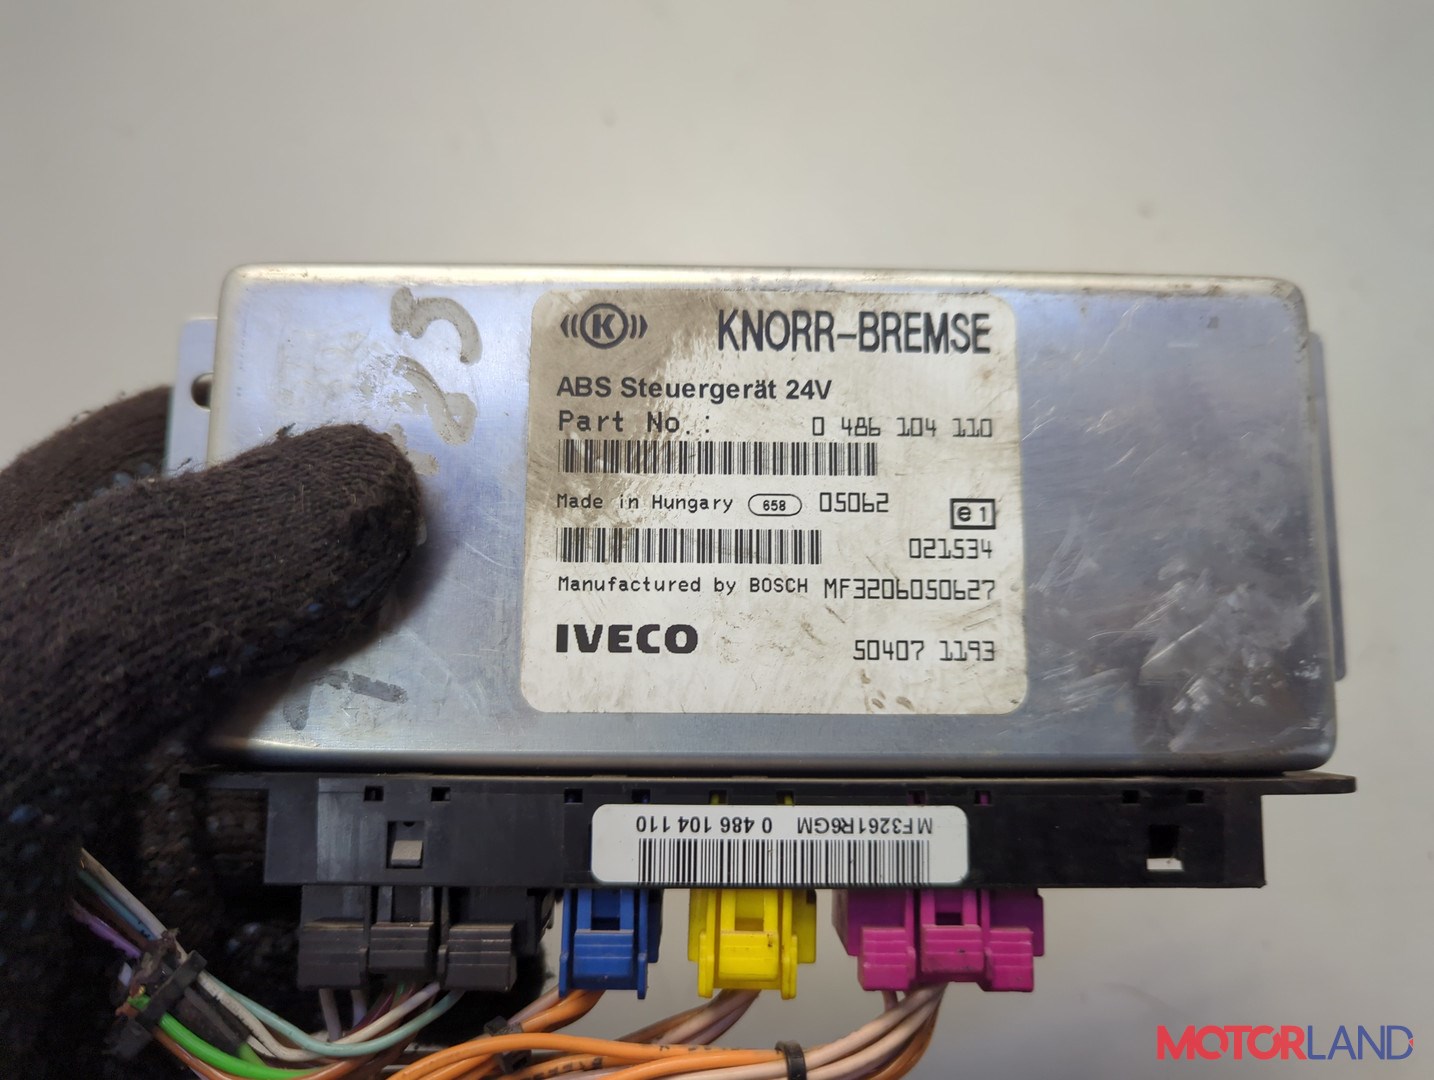 K KNORR-BREMSE
ABS Steuergerät 24V
Part No.: 0 486 104 110
Made in Hungary 658 05062 e1
021534
Manufactured by BOSCH MF3206050627
IVECO 50407 1193
MF3261R6GM 0 486 104 110
MOTORLAND